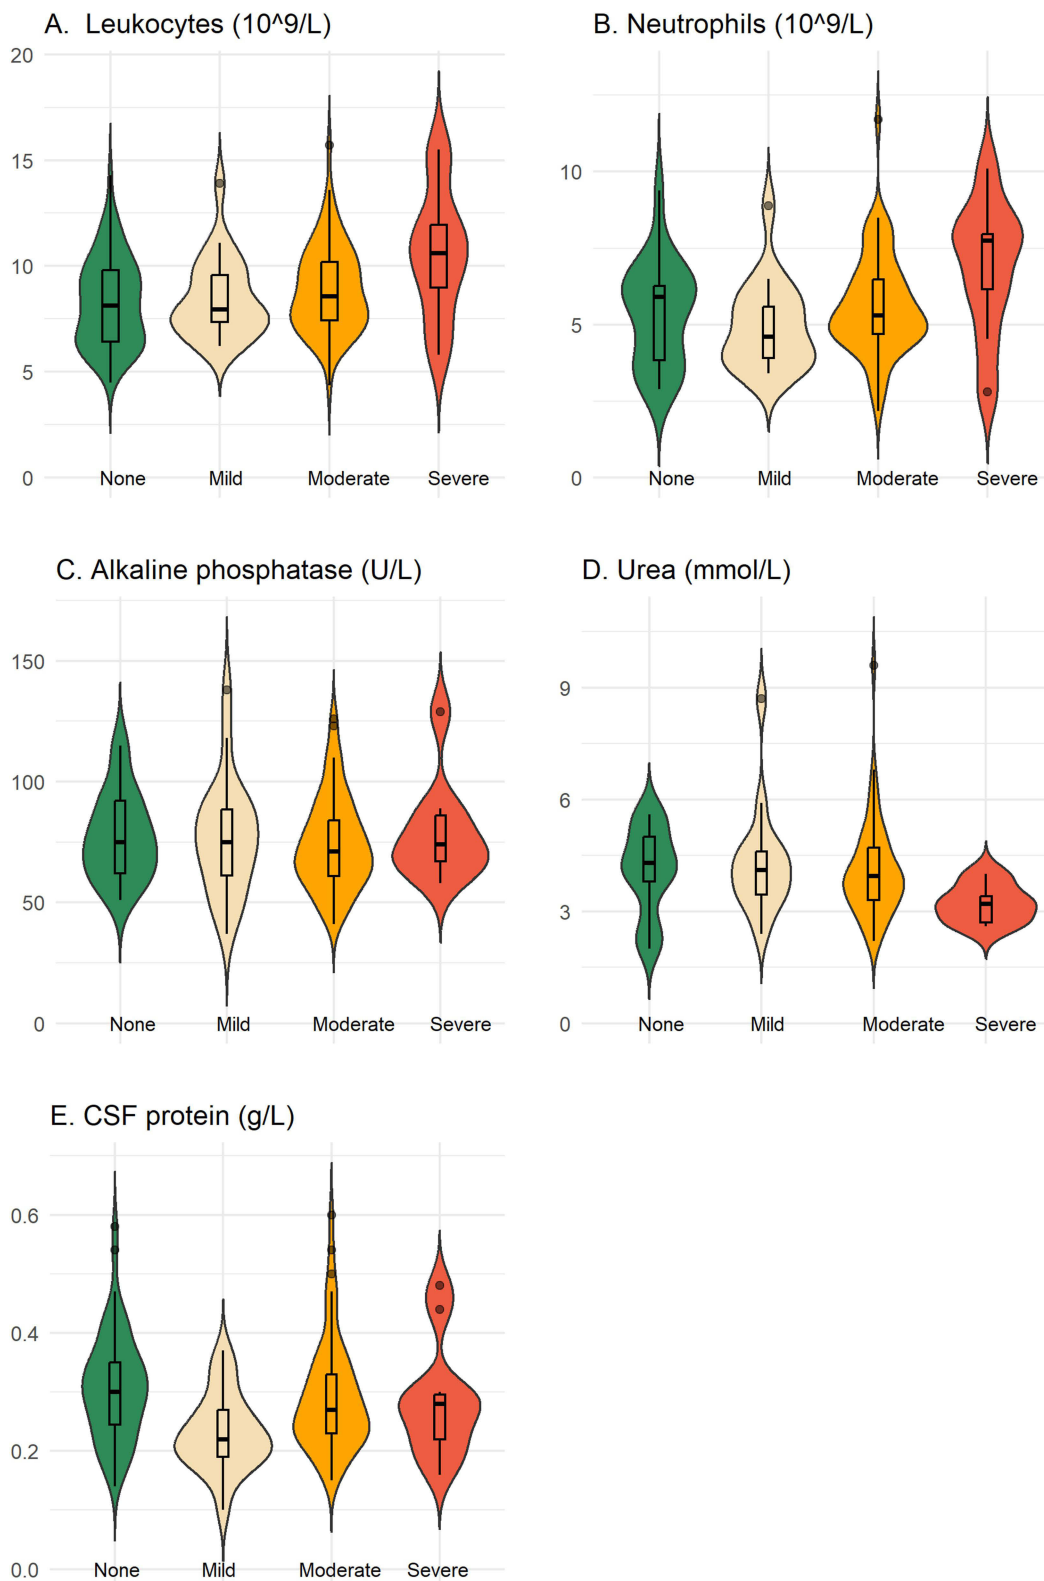 A. Leukocytes (10^9/L)
20
15
10
5
0
None Mild Moderate Severe
B. Neutrophils (10^9/L)
10
5
0
None Mild Moderate Severe
C. Alkaline phosphatase (U/L)
150
100
50
0
None Mild Moderate Severe
D. Urea (mmol/L)
9
6
3
0
None Mild Moderate Severe
E. CSF protein (g/L)
0.6
0.4
0.2
0.0
None Mild Moderate Severe